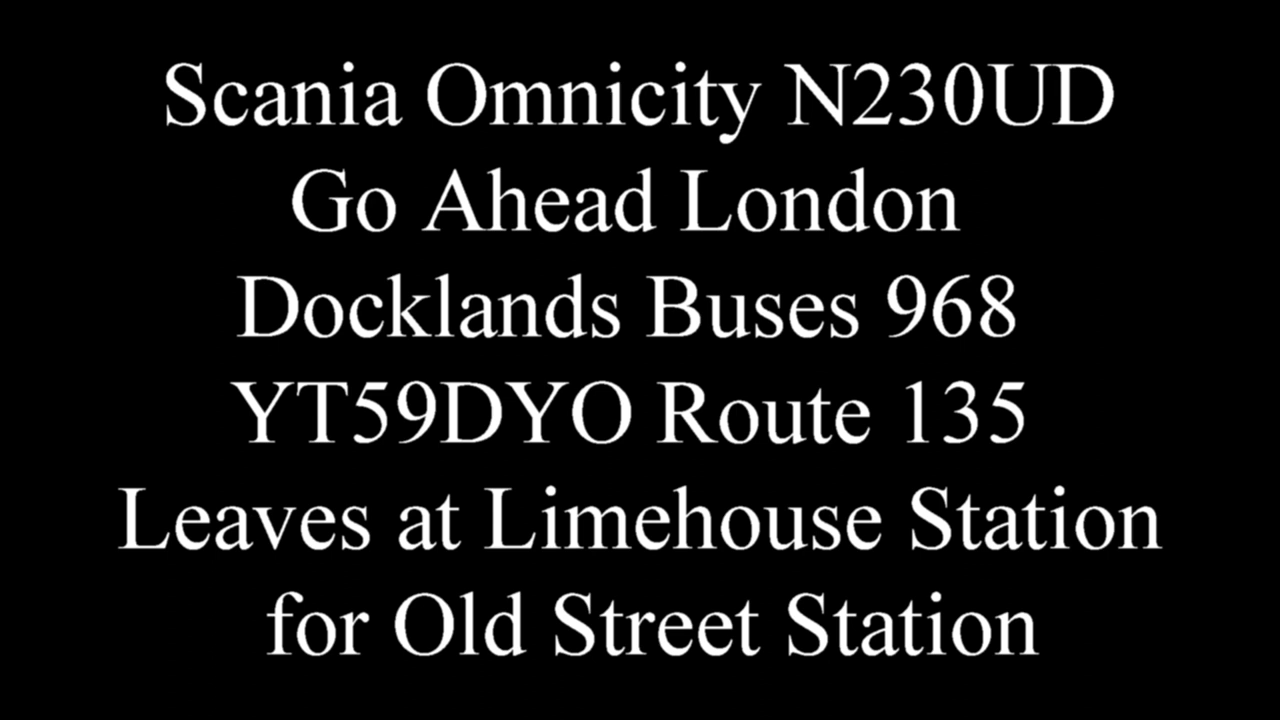 Scania Omnicity N230UD
Go Ahead London
Docklands Buses 968
YT59DYO Route 135
Leaves at Limehouse Station
for Old Street Station